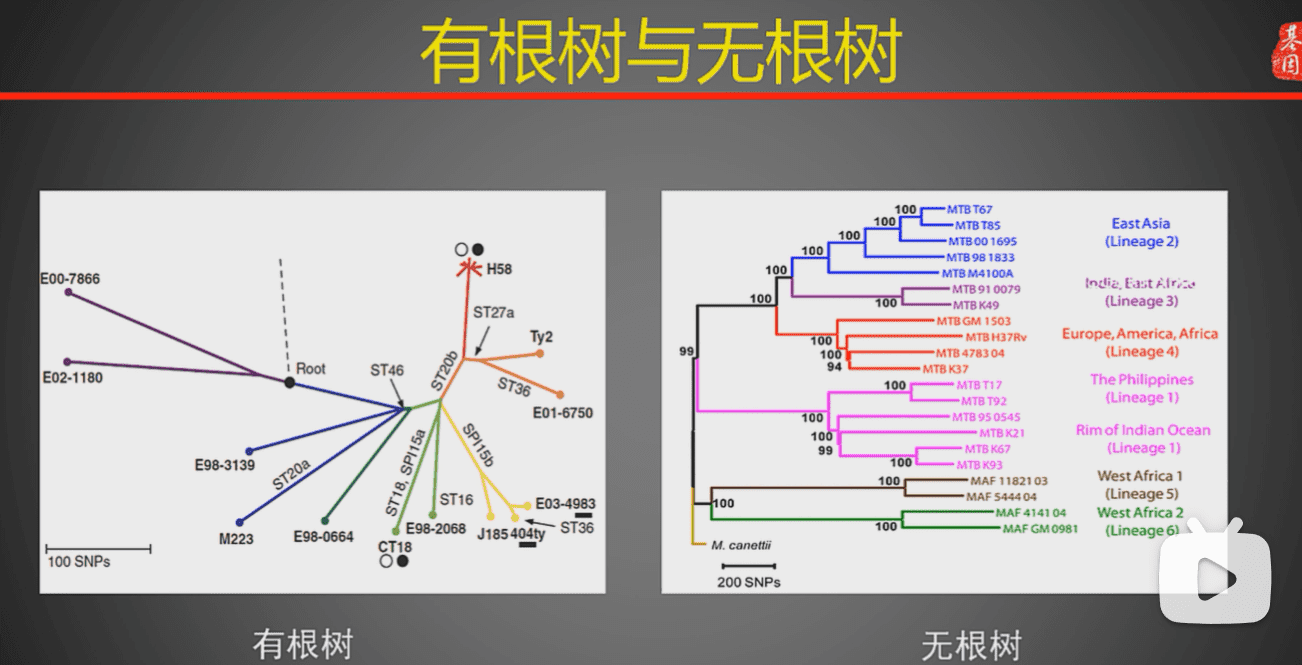 有根树与无根树
基因
E00-7866
E02-1180
Root
ST46
H58
ST27a
Ty2
ST20b
ST36
E01-6750
E98-3139
ST20a
M223
E98-0664
ST18, SPI15a
CT18
ST16
E98-2068
SPI15b
J185
404ty
E03-4983
ST36
100 SNPs
有根树
100 MTB T67
100 MTB T85
100 MTB 00 1695
100 MTB 98 1833
100 MTB M4100A
East Asia
(Lineage 2)
MTB 91 0079
100 MTB K49
India, East Africa
(Lineage 3)
100
MTB GM 1503
MTB H37Rv
100 MTB 4783 04
94 MTB K37
Europe, America, Africa
(Lineage 4)
99
100 MTB T17
MTB T92
The Philippines
(Lineage 1)
100 MTB 95 0545
100 MTB K21
99 MTB K67
100 MTB K93
Rim of Indian Ocean
(Lineage 1)
100 MAF 11821 03
MAF 5444 04
West Africa 1
(Lineage 5)
100
MAF 4141 04
100 MAF GM 0981
West Africa 2
(Lineage 6)
M. canettii
200 SNPs
无根树